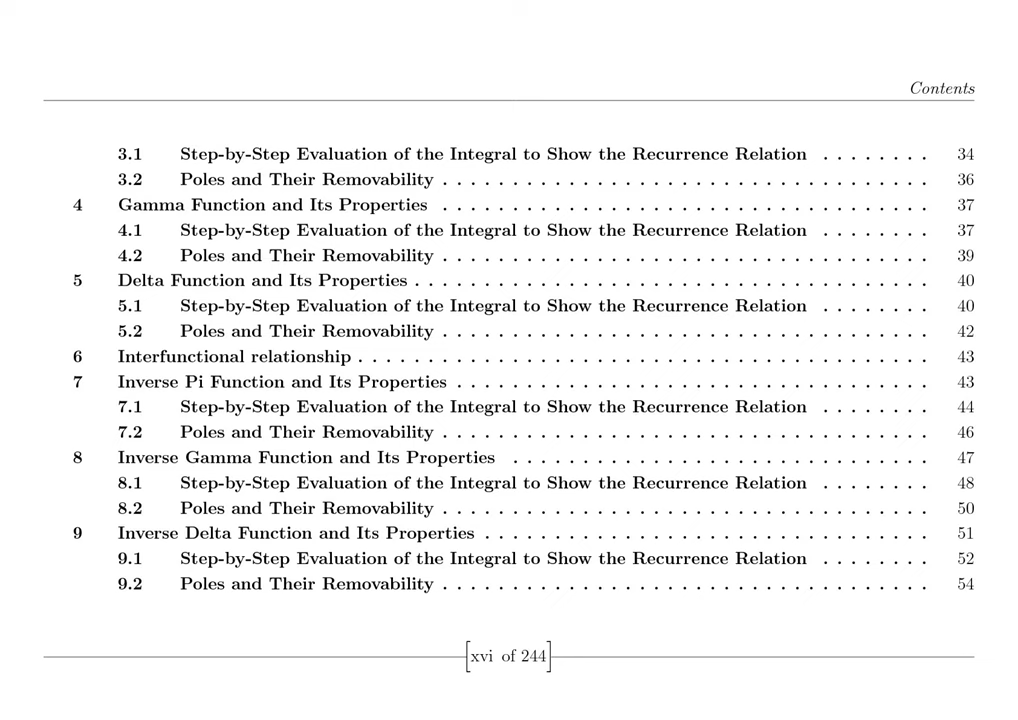 Contents
3.1 Step-by-Step Evaluation of the Integral to Show the Recurrence Relation . . . . . . . . 34
3.2 Poles and Their Removability . . . . . . . . . . . . . . . . . . . . . . . . . . . . . . . . . . . 36
4 Gamma Function and Its Properties . . . . . . . . . . . . . . . . . . . . . . . . . . . . . . . . . . . 37
4.1 Step-by-Step Evaluation of the Integral to Show the Recurrence Relation . . . . . . . . 37
4.2 Poles and Their Removability . . . . . . . . . . . . . . . . . . . . . . . . . . . . . . . . . . . 39
5 Delta Function and Its Properties . . . . . . . . . . . . . . . . . . . . . . . . . . . . . . . . . . . . . 40
5.1 Step-by-Step Evaluation of the Integral to Show the Recurrence Relation . . . . . . . . 40
5.2 Poles and Their Removability . . . . . . . . . . . . . . . . . . . . . . . . . . . . . . . . . . . 42
6 Interfunctional relationship . . . . . . . . . . . . . . . . . . . . . . . . . . . . . . . . . . . . . . . . . 43
7 Inverse Pi Function and Its Properties . . . . . . . . . . . . . . . . . . . . . . . . . . . . . . . . . . 43
7.1 Step-by-Step Evaluation of the Integral to Show the Recurrence Relation . . . . . . . . 44
7.2 Poles and Their Removability . . . . . . . . . . . . . . . . . . . . . . . . . . . . . . . . . . . 46
8 Inverse Gamma Function and Its Properties . . . . . . . . . . . . . . . . . . . . . . . . . . . . . . 47
8.1 Step-by-Step Evaluation of the Integral to Show the Recurrence Relation . . . . . . . . 48
8.2 Poles and Their Removability . . . . . . . . . . . . . . . . . . . . . . . . . . . . . . . . . . . 50
9 Inverse Delta Function and Its Properties . . . . . . . . . . . . . . . . . . . . . . . . . . . . . . . . 51
9.1 Step-by-Step Evaluation of the Integral to Show the Recurrence Relation . . . . . . . . 52
9.2 Poles and Their Removability . . . . . . . . . . . . . . . . . . . . . . . . . . . . . . . . . . . 54
[xvi of 244]